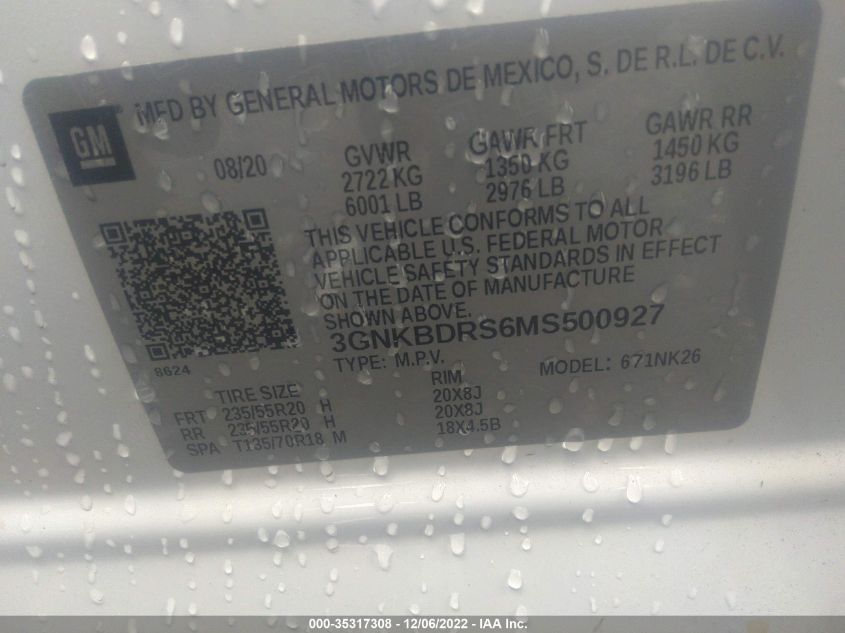 MFD BY GENERAL MOTORS DE MEXICO, S. DE R.L. DE C.V.
GM
08/20
GVWR
2722 KG
6001 LB
GAWR FRT
1350 KG
2976 LB
GAWR RR
1450 KG
3196 LB
THIS VEHICLE CONFORMS TO ALL
APPLICABLE U.S. FEDERAL MOTOR
VEHICLE SAFETY STANDARDS IN EFFECT
ON THE DATE OF MANUFACTURE
SHOWN ABOVE.
3GNKBDRS6MS500927
8624
TYPE: M.P.V.
MODEL: 671NK26
TIRE SIZE RIM
FRT 235/55R20 H 20X8J
RR 235/55R20 H 20X8J
SPA T135/70R18 M 18X4.5B
000-35317308 - 12/06/2022 - IAA Inc.